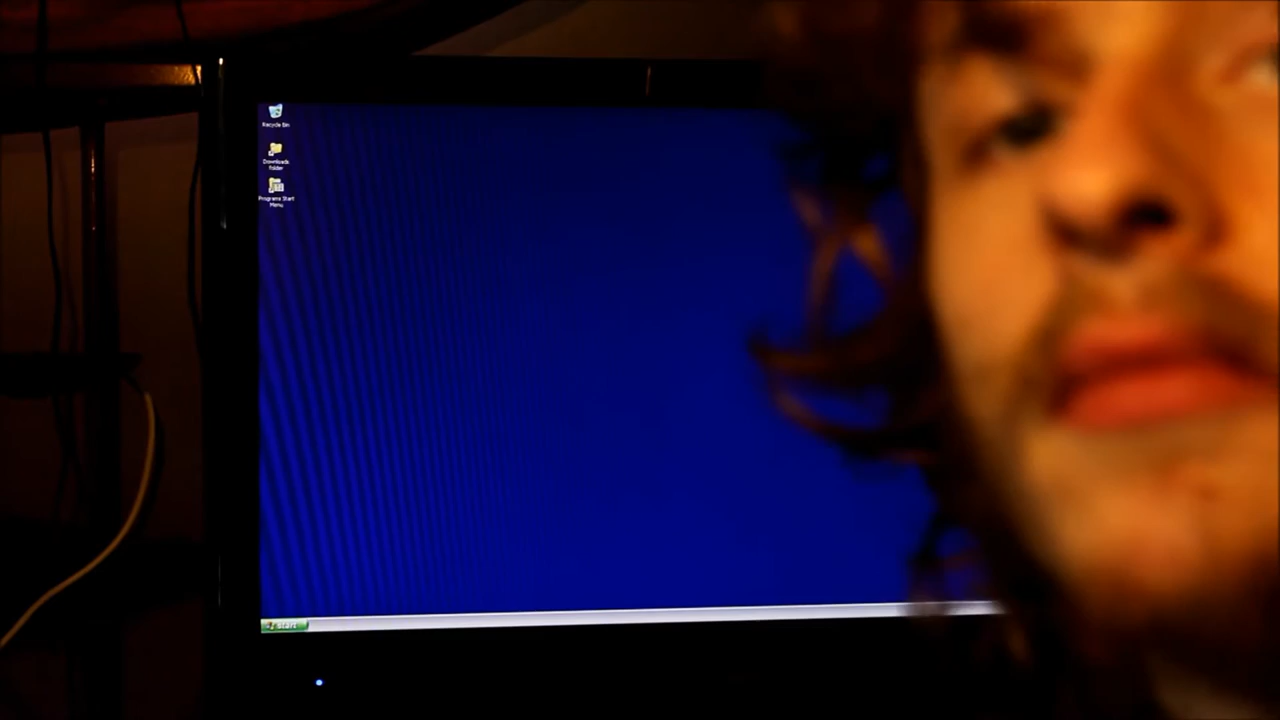 Recycle Bin
Downloads
Folder
Programs Start
Menu
start